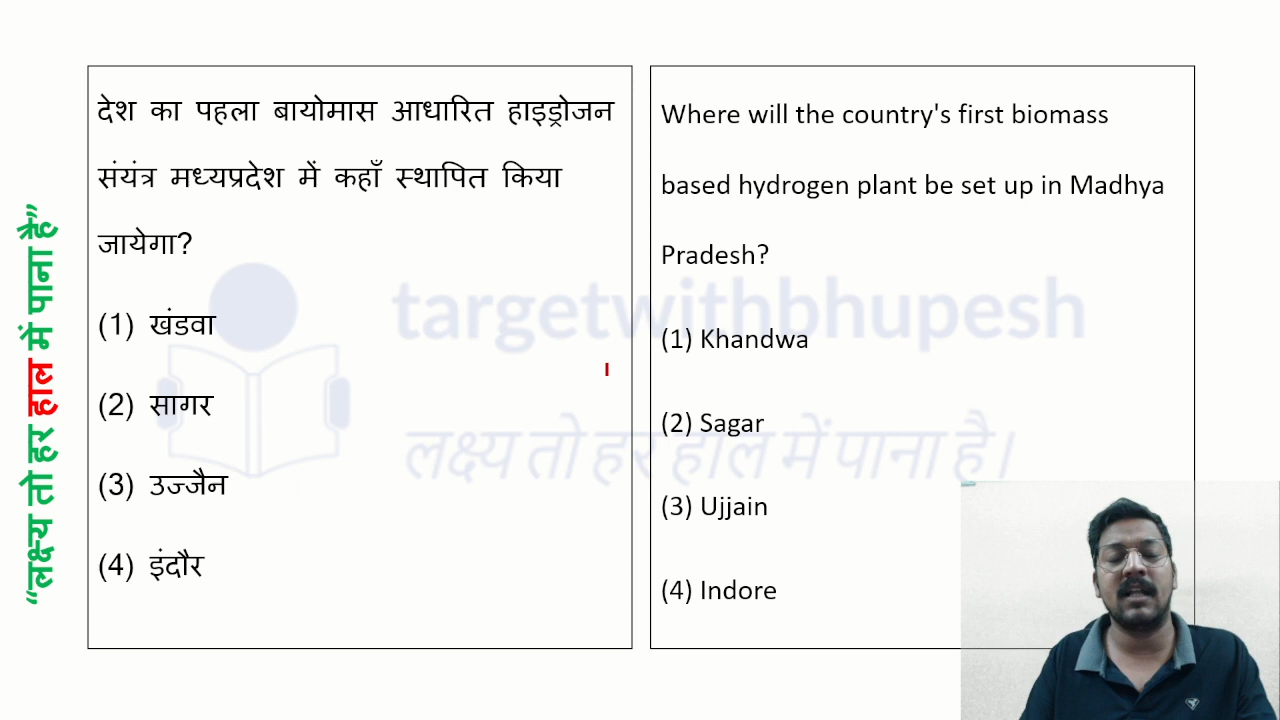 “लक्ष्य तो हर हाल में पाना है”
देश का पहला बायोमास आधारित हाइड्रोजन
संयंत्र मध्यप्रदेश में कहाँ स्थापित किया
जायेगा?
(1) खंडवा
(2) सागर
(3) उज्जैन
(4) इंदौर
Where will the country's first biomass
based hydrogen plant be set up in Madhya
Pradesh?
(1) Khandwa
(2) Sagar
(3) Ujjain
(4) Indore
targetwithbhupesh
लक्ष्य तो हर हाल में पाना है।